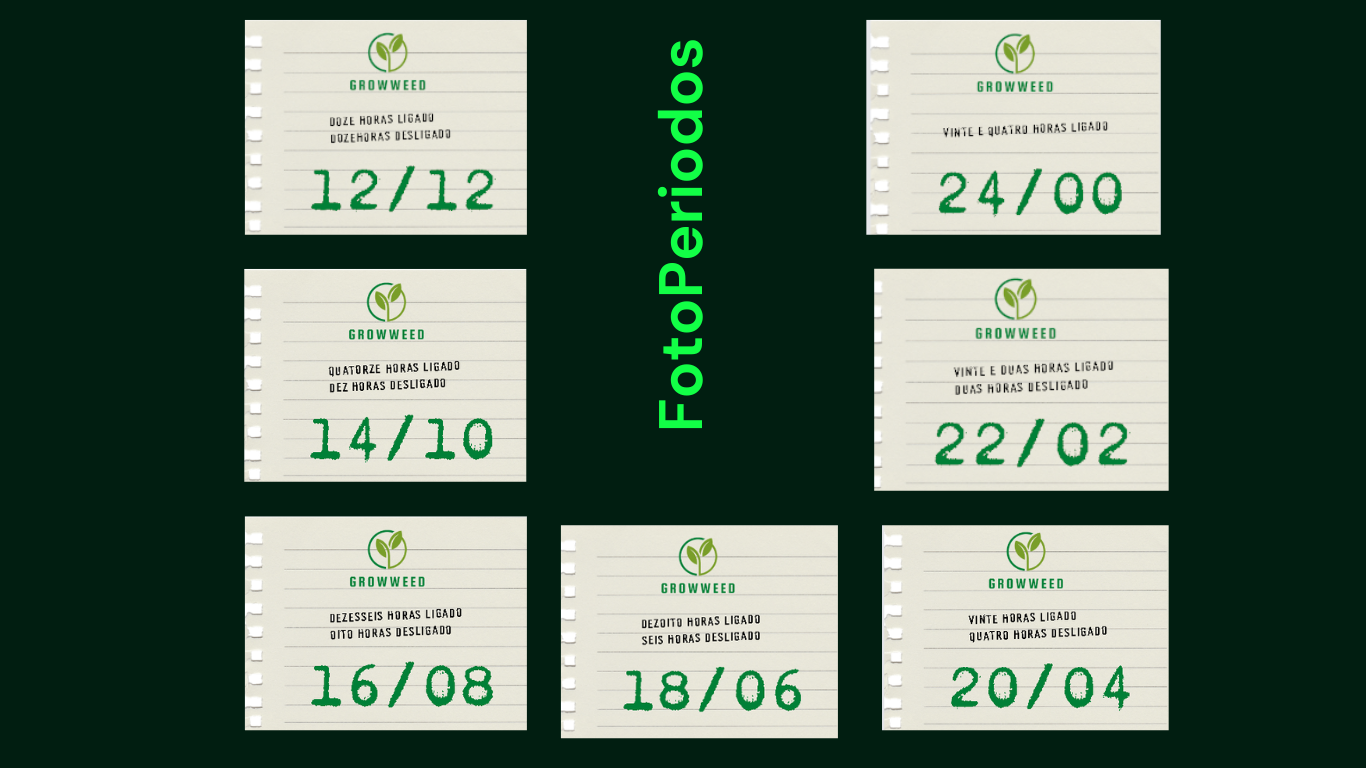 GROWWEED
DOZE HORAS LIGADO
DOZEHORAS DESLIGADO
12/12
FotoPeriodos
GROWWEED
VINTE E QUATRO HORAS LIGADO
24/00
GROWWEED
QUATORZE HORAS LIGADO
DEZ HORAS DESLIGADO
14/10
GROWWEED
VINTE E DUAS HORAS LIGADO
DUAS HORAS DESLIGADO
22/02
GROWWEED
DEZESSEIS HORAS LIGADO
OITO HORAS DESLIGADO
16/08
GROWWEED
DEZOITO HORAS LIGADO
SEIS HORAS DESLIGADO
18/06
GROWWEED
VINTE HORAS LIGADO
QUATRO HORAS DESLIGADO
20/04